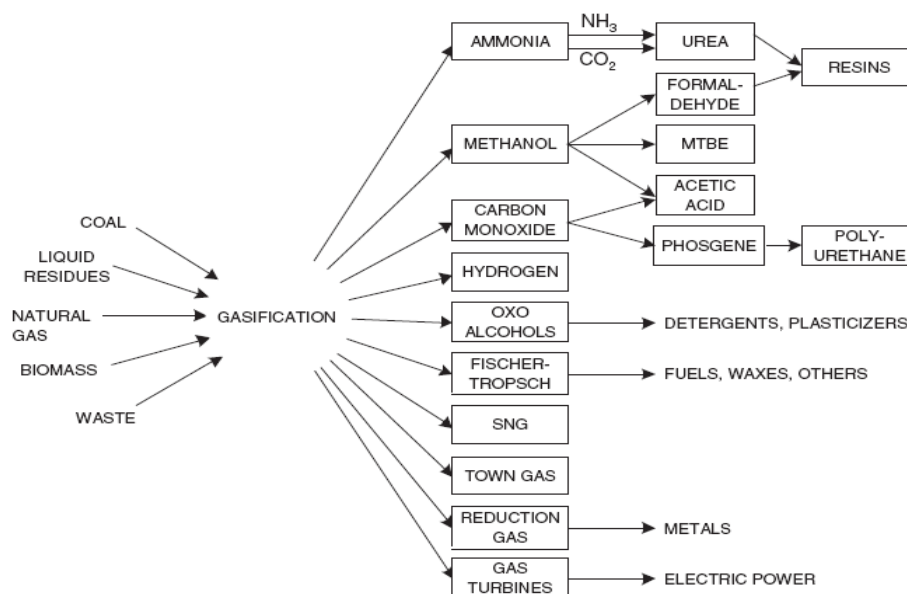 COAL
LIQUID
RESIDUES
NATURAL
GAS
BIOMASS
WASTE
GASIFICATION
AMMONIA
NH₃
CO₂
UREA
RESINS
METHANOL
FORMAL-
DEHYDE
MTBE
ACETIC
ACID
CARBON
MONOXIDE
PHOSGENE
POLY-
URETHANE
HYDROGEN
OXO
ALCOHOLS
DETERGENTS, PLASTICIZERS
FISCHER-
TROPSCH
FUELS, WAXES, OTHERS
SNG
TOWN GAS
REDUCTION
GAS
METALS
GAS
TURBINES
ELECTRIC POWER